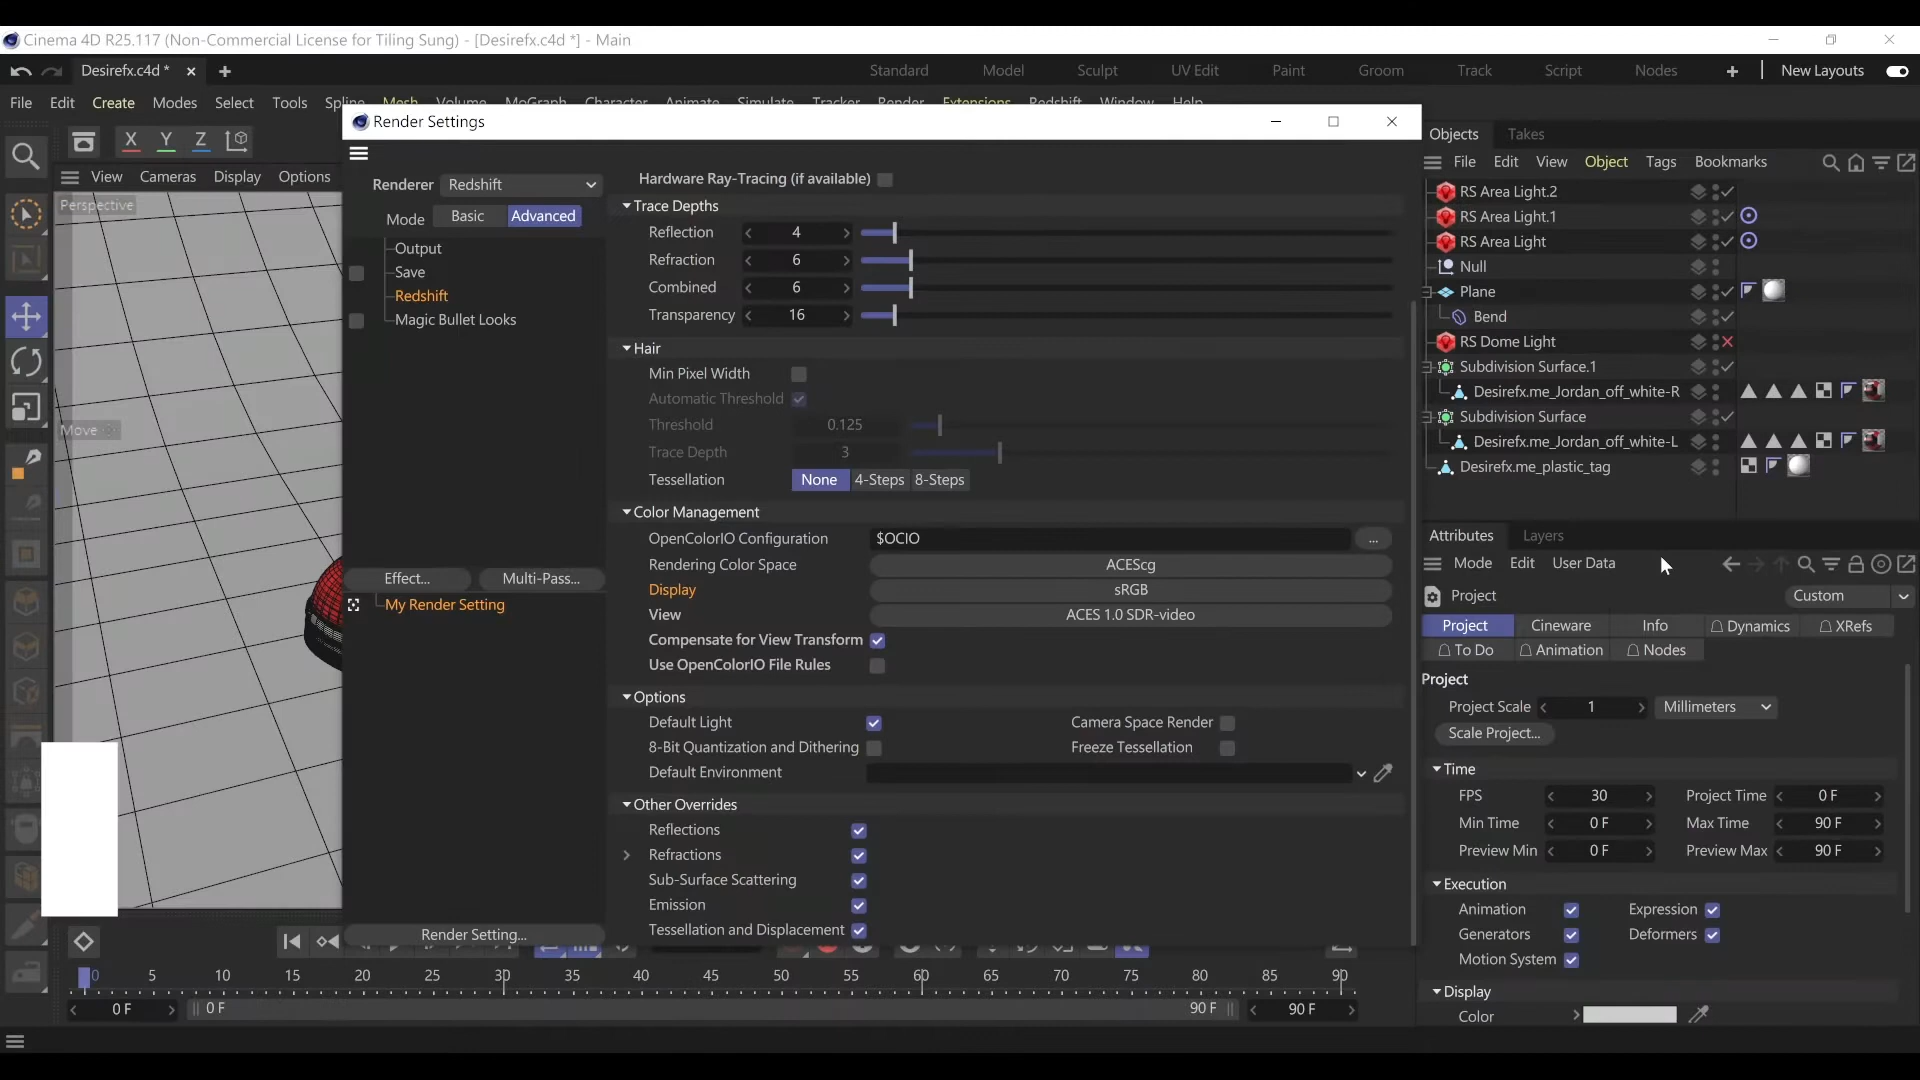 Cinema 4D R25.117 (Non-Commercial License for Tiling Sung) - [Desirefx.c4d *] - Main
Desirefx.c4d * × +
Standard Model Sculpt UV Edit Paint Groom Track Script Nodes + New Layouts
File Edit Create Modes Select Tools Spline Mesh Volume MoGraph Character Animate Simulate Tracker Render Extensions Redshift Window Help
X Y Z
View Cameras Display Options
Perspective
Move
Render Settings
Renderer Redshift
Mode Basic Advanced
Output
Save
Redshift
Magic Bullet Looks
Effect... Multi-Pass...
My Render Setting
Render Setting...
Hardware Ray-Tracing (if available)
Trace Depths
Reflection 4
Refraction 6
Combined 6
Transparency 16
Hair
Min Pixel Width
Automatic Threshold
Threshold 0.125
Trace Depth 3
Tessellation None 4-Steps 8-Steps
Color Management
OpenColorIO Configuration $OCIO ...
Rendering Color Space ACEScg
Display sRGB
View ACES 1.0 SDR-video
Compensate for View Transform
Use OpenColorIO File Rules
Options
Default Light Camera Space Render
8-Bit Quantization and Dithering Freeze Tessellation
Default Environment
Other Overrides
Reflections
Refractions
Sub-Surface Scattering
Emission
Tessellation and Displacement
Objects Takes
File Edit View Object Tags Bookmarks
RS Area Light.2
RS Area Light.1
RS Area Light
Null
Plane
Bend
RS Dome Light
Subdivision Surface.1
Desirefx.me_Jordan_off_white-R
Subdivision Surface
Desirefx.me_Jordan_off_white-L
Desirefx.me_plastic_tag
Attributes Layers
Mode Edit User Data
Project Custom
Project Cineware Info Dynamics XRefs
To Do Animation Nodes
Project
Project Scale 1 Millimeters
Scale Project...
Time
FPS 30 Project Time 0 F
Min Time 0 F Max Time 90 F
Preview Min 0 F Preview Max 90 F
Execution
Animation Expression
Generators Deformers
Motion System
Display
Color
0 5 10 15 20 25 30 35 40 45 50 55 60 65 70 75 80 85 90
0 F 0 F 90 F 90 F